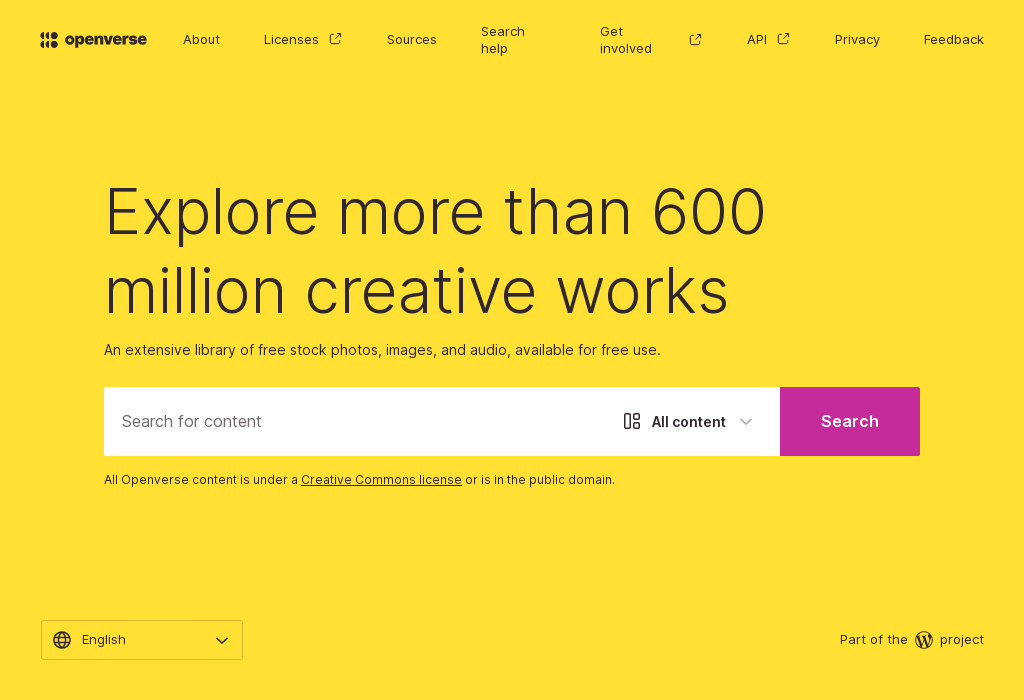 openverse About Licenses Sources Search help Get involved API Privacy Feedback
Explore more than 600
million creative works
An extensive library of free stock photos, images, and audio, available for free use.
Search for content All content Search
All Openverse content is under a Creative Commons license or is in the public domain.
English Part of the project